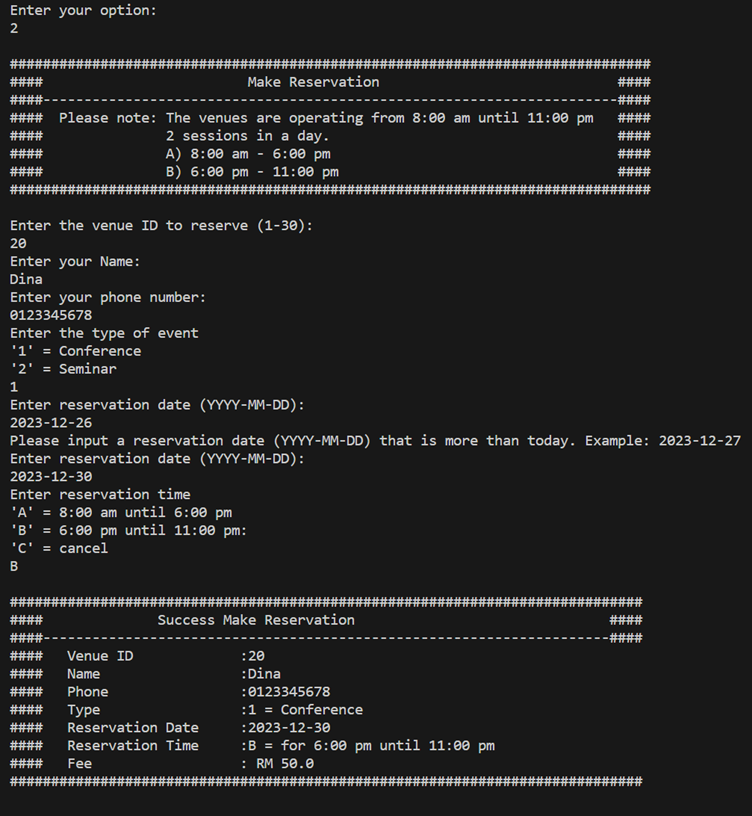 Enter your option:
2
##############################################################################
####                         Make Reservation                             ####
####----------------------------------------------------------------------####
####  Please note: The venues are operating from 8:00 am until 11:00 pm   ####
####               2 sessions in a day.                                   ####
####               A) 8:00 am - 6:00 pm                                   ####
####               B) 6:00 pm - 11:00 pm                                  ####
##############################################################################
Enter the venue ID to reserve (1-30):
20
Enter your Name:
Dina
Enter your phone number:
0123345678
Enter the type of event
'1' = Conference
'2' = Seminar
1
Enter reservation date (YYYY-MM-DD):
2023-12-26
Please input a reservation date (YYYY-MM-DD) that is more than today. Example: 2023-12-27
Enter reservation date (YYYY-MM-DD):
2023-12-30
Enter reservation time
'A' = 8:00 am until 6:00 pm
'B' = 6:00 pm until 11:00 pm:
'C' = cancel
B
#############################################################################
####              Success Make Reservation                               ####
####---------------------------------------------------------------------####
####   Venue ID             :20
####   Name                 :Dina
####   Phone                :0123345678
####   Type                 :1 = Conference
####   Reservation Date     :2023-12-30
####   Reservation Time     :B = for 6:00 pm until 11:00 pm
####   Fee                  : RM 50.0
#############################################################################